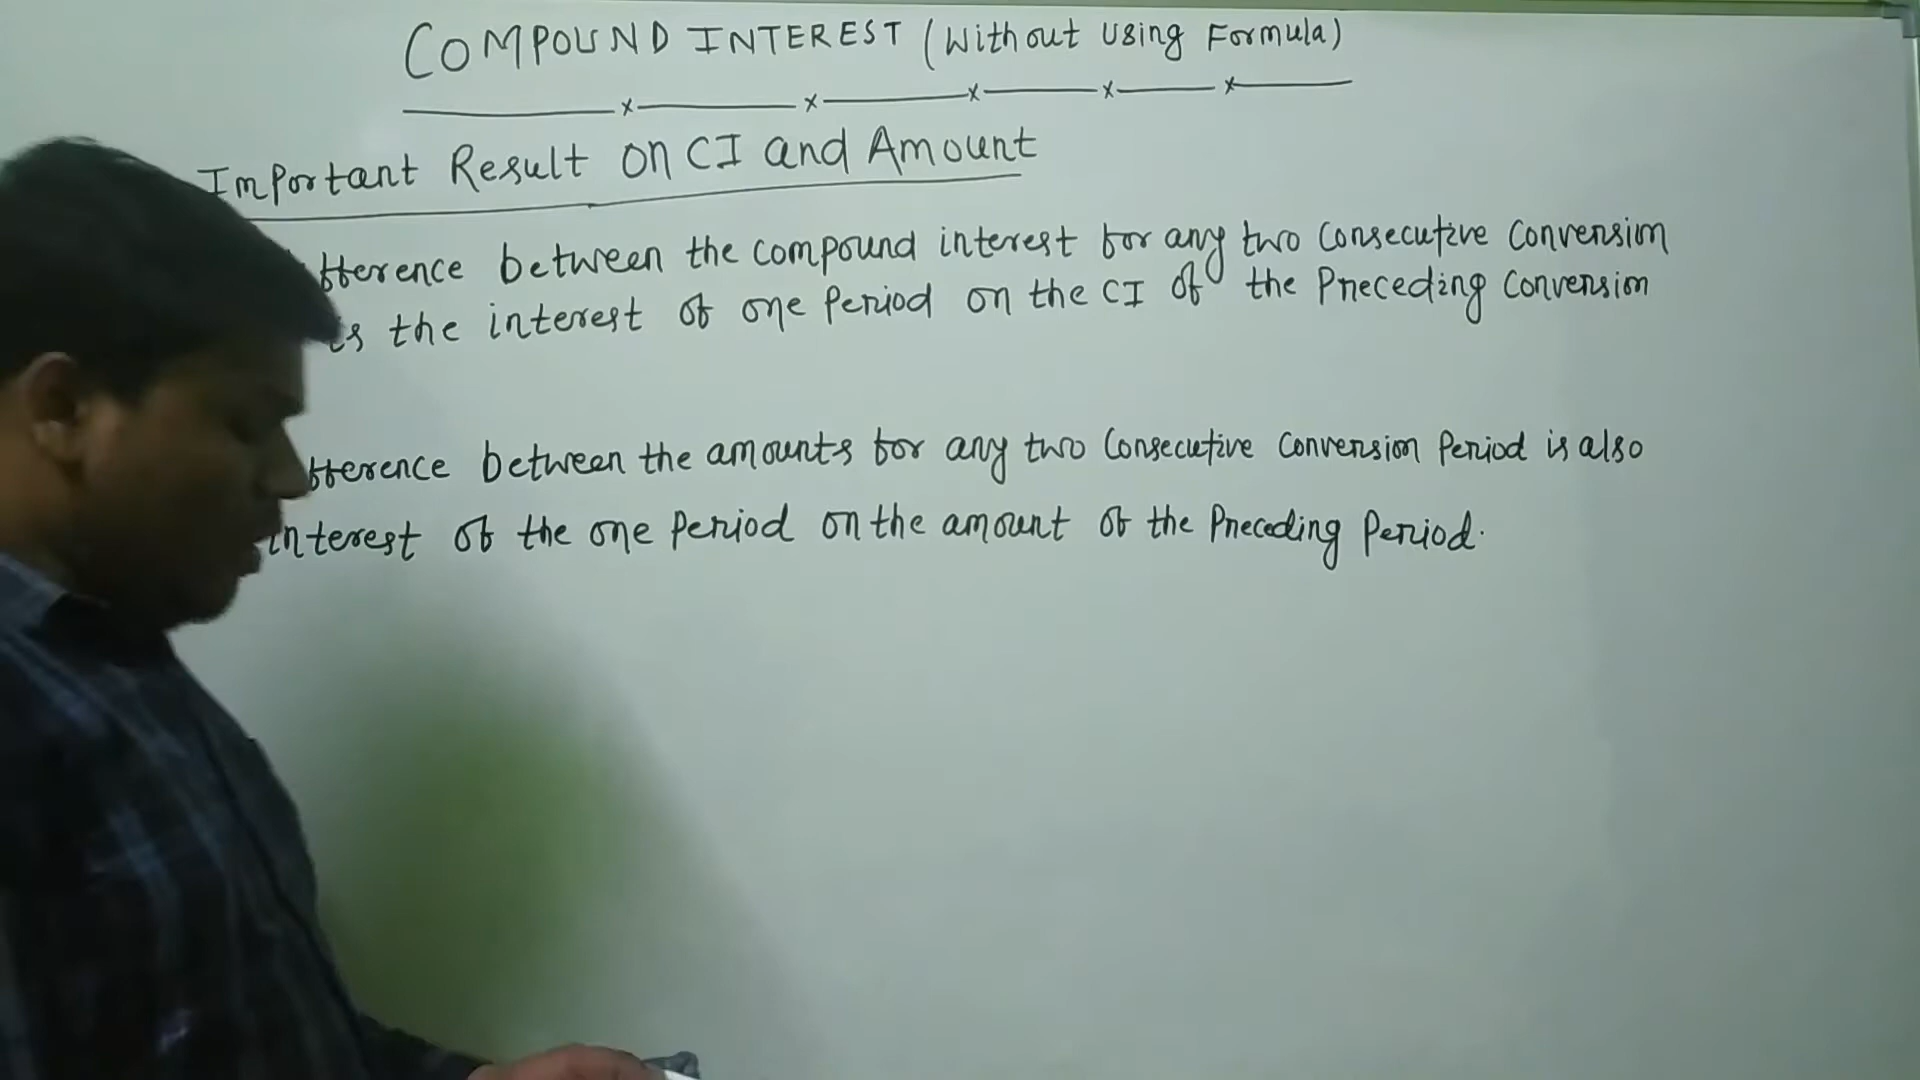 COMPOUND INTEREST (Without Using Formula)
Important Result on CI and Amount
between the compound interest for any two consecutive conversion
is the interest of one Period on the CI of the Preceding conversion
between the amounts for any two Consecutive conversion Period is also
interest of the one Period on the amount of the Preceding Period.